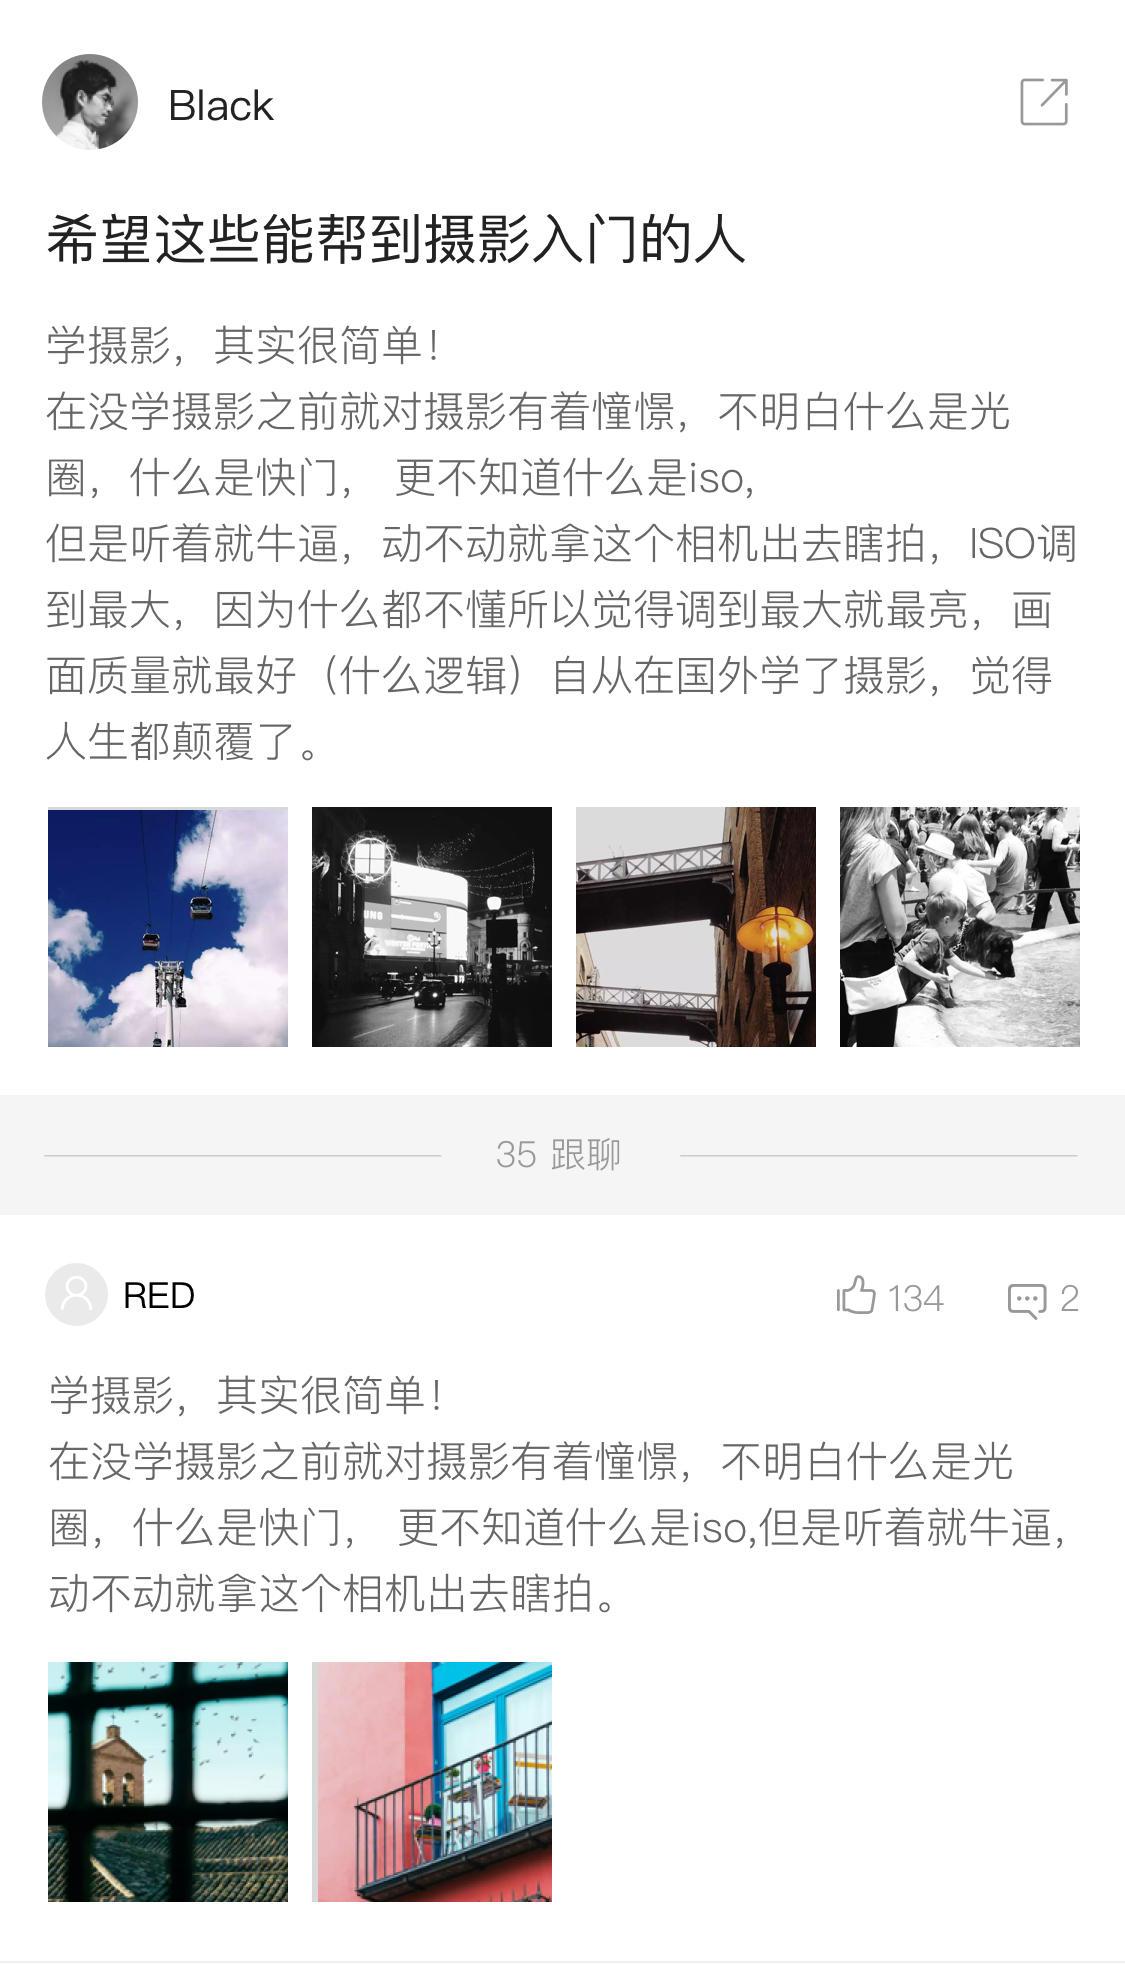 Black
希望这些能帮到摄影入门的人
学摄影，其实很简单！
在没学摄影之前就对摄影有着憧憬，不明白什么是光
圈，什么是快门， 更不知道什么是iso,
但是听着就牛逼，动不动就拿这个相机出去瞎拍，ISO调
到最大，因为什么都不懂所以觉得调到最大就最亮，画
面质量就最好（什么逻辑）自从在国外学了摄影，觉得
人生都颠覆了。
UNG
35 跟聊
RED
134
2
学摄影，其实很简单！
在没学摄影之前就对摄影有着憧憬，不明白什么是光
圈，什么是快门， 更不知道什么是iso,但是听着就牛逼，
动不动就拿这个相机出去瞎拍。